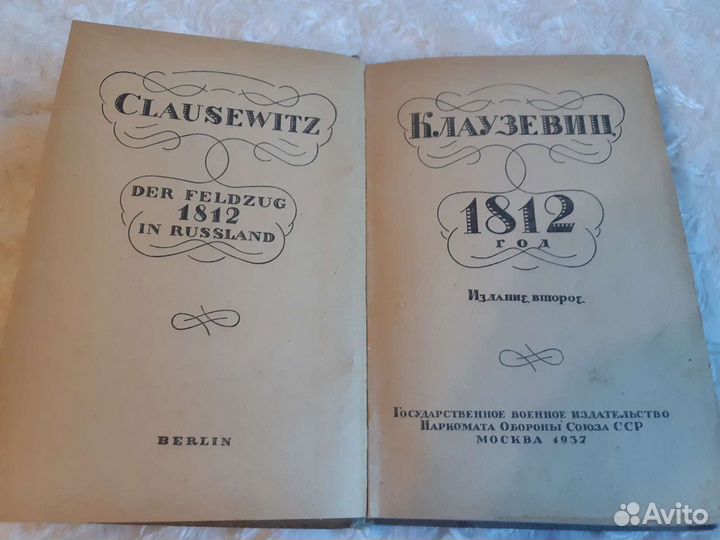 CLAUSEWITZ
DER FELDZUG
1812
IN RUSSLAND
BERLIN
КЛАУЗЕВИЦ
1812
ГОД
Издание второе
Государственное военное издательство
Наркомата Обороны Союза ССР
МОСКВА 1937
Avito